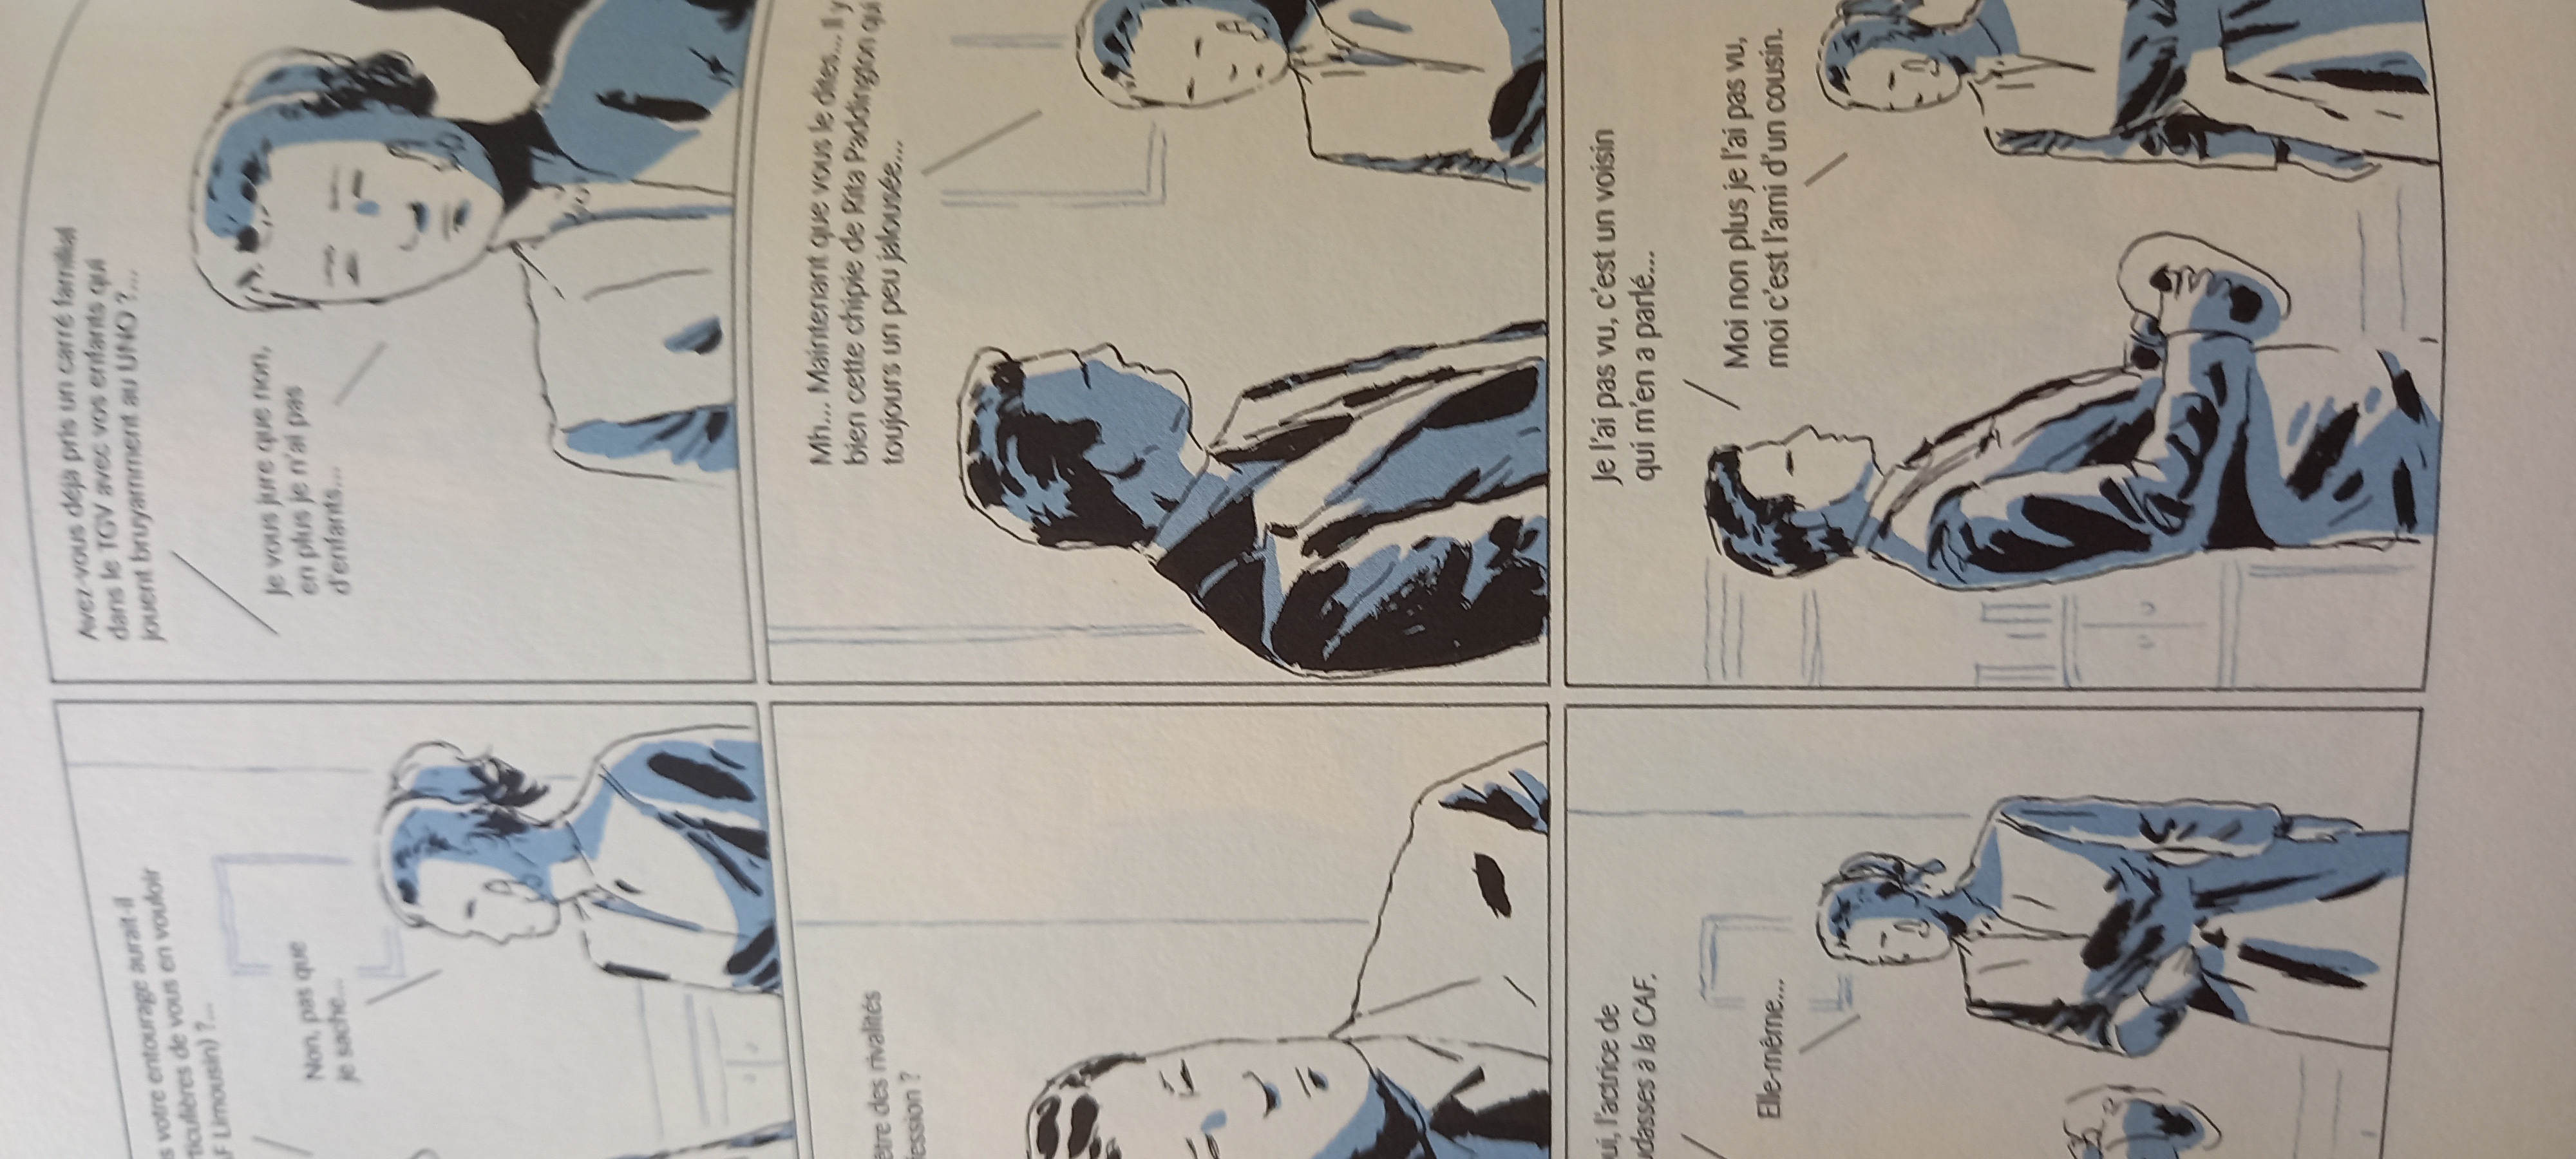 s votre entourage aurait-il
ticulières de vous en vouloir
F Limousin) ?...
Non, pas que
je sache...
Avez-vous déjà pris un carré familial
dans le TGV avec vos enfants qui
jouent bruyamment au UNO ?...
Je vous jure que non,
en plus je n'ai pas
d'enfants...
être des rivalités
fession ?
Mh... Maintenant que vous le dites... Il y
bien cette chipie de Rita Paddington qui
toujours un peu jalousée...
ui, l'actrice de
udasses à la CAF.
Elle-même...
Je l'ai pas vu, c'est un voisin
qui m'en a parlé...
Moi non plus je l'ai pas vu,
moi c'est l'ami d'un cousin.